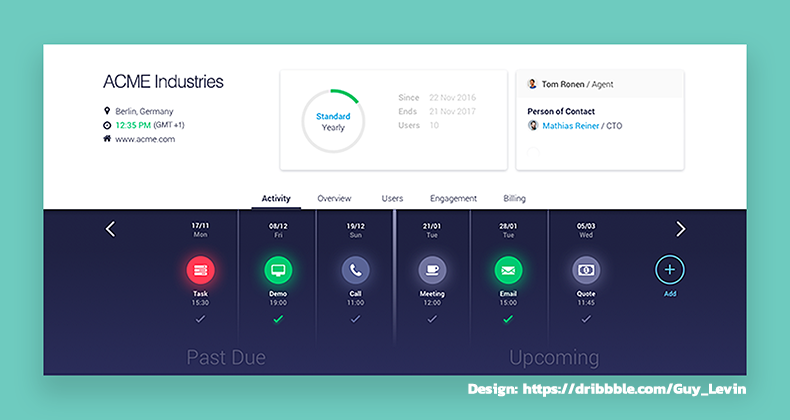 ACME Industries
Berlin, Germany
12:35 PM (GMT +1)
www.acme.com
Standard
Yearly
Since 22 Nov 2016
Ends 21 Nov 2017
Users 10
Tom Ronen / Agent
Person of Contact
Mathias Reiner / CTO
Activity Overview Users Engagement Billing
17/11 08/12 19/12 21/01 28/01 05/03
Mon Fri Sun Tue Tue Wed
Task Demo Call Meeting Email Quote Add
15:30 19:00 11:00 12:00 15:00 11:45
Past Due Upcoming
Design: https://dribbble.com/Guy_Levin